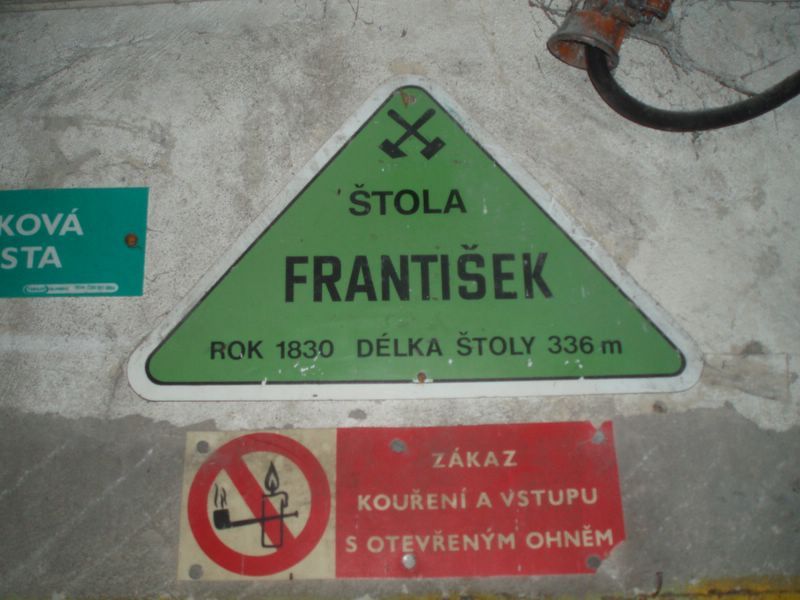 ŠTOLA
FRANTIŠEK
ROK 1830 DÉLKA ŠTOLY 336 m
KOVÁ
STA
ZÁKAZ
KOUŘENÍ A VSTUPU
S OTEVŘENÝM OHNĚM